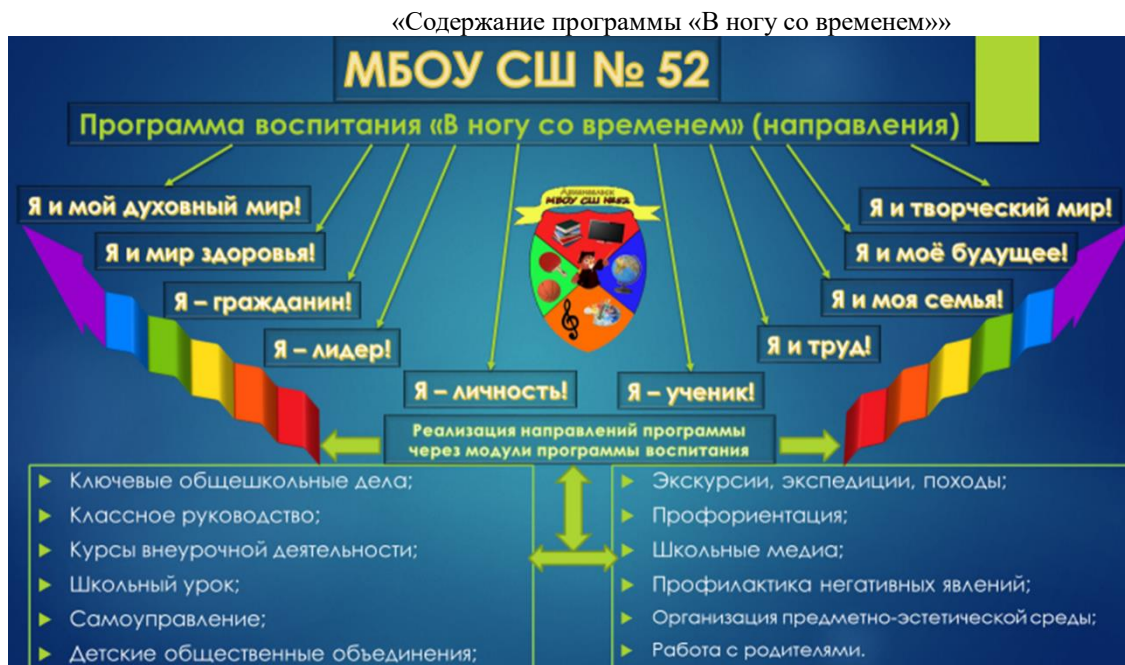 «Содержание программы «В ногу со временем»»
МБОУ СШ № 52
Программа воспитания «В ногу со временем» (направления)
Я и мой духовный мир!
Я и мир здоровья!
Я – гражданин!
Я – лидер!
Я – личность!
Архангельск
МБОУ СШ №52
Я – ученик!
Я и труд!
Я и моя семья!
Я и моё будущее!
Я и творческий мир!
Реализация направлений программы
через модули программы воспитания
Ключевые общешкольные дела;
Классное руководство;
Курсы внеурочной деятельности;
Школьный урок;
Самоуправление;
Детские общественные объединения;
Экскурсии, экспедиции, походы;
Профориентация;
Школьные медиа;
Профилактика негативных явлений;
Организация предметно-эстетической среды;
Работа с родителями.